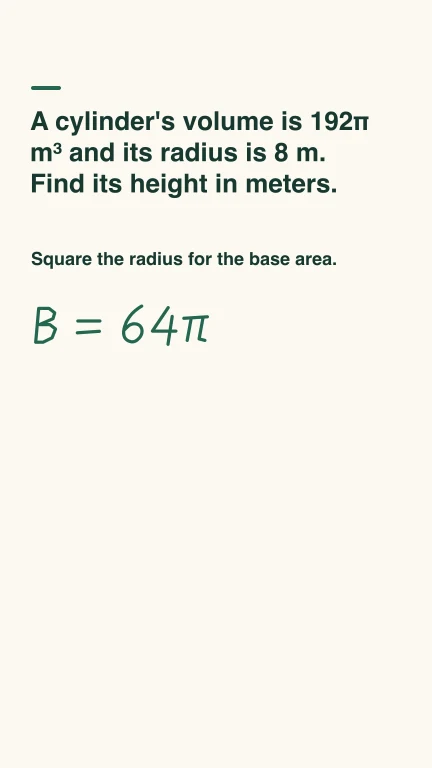 A cylinder's volume is 192π
m³ and its radius is 8 m.
Find its height in meters.
Square the radius for the base area.
B = 64π